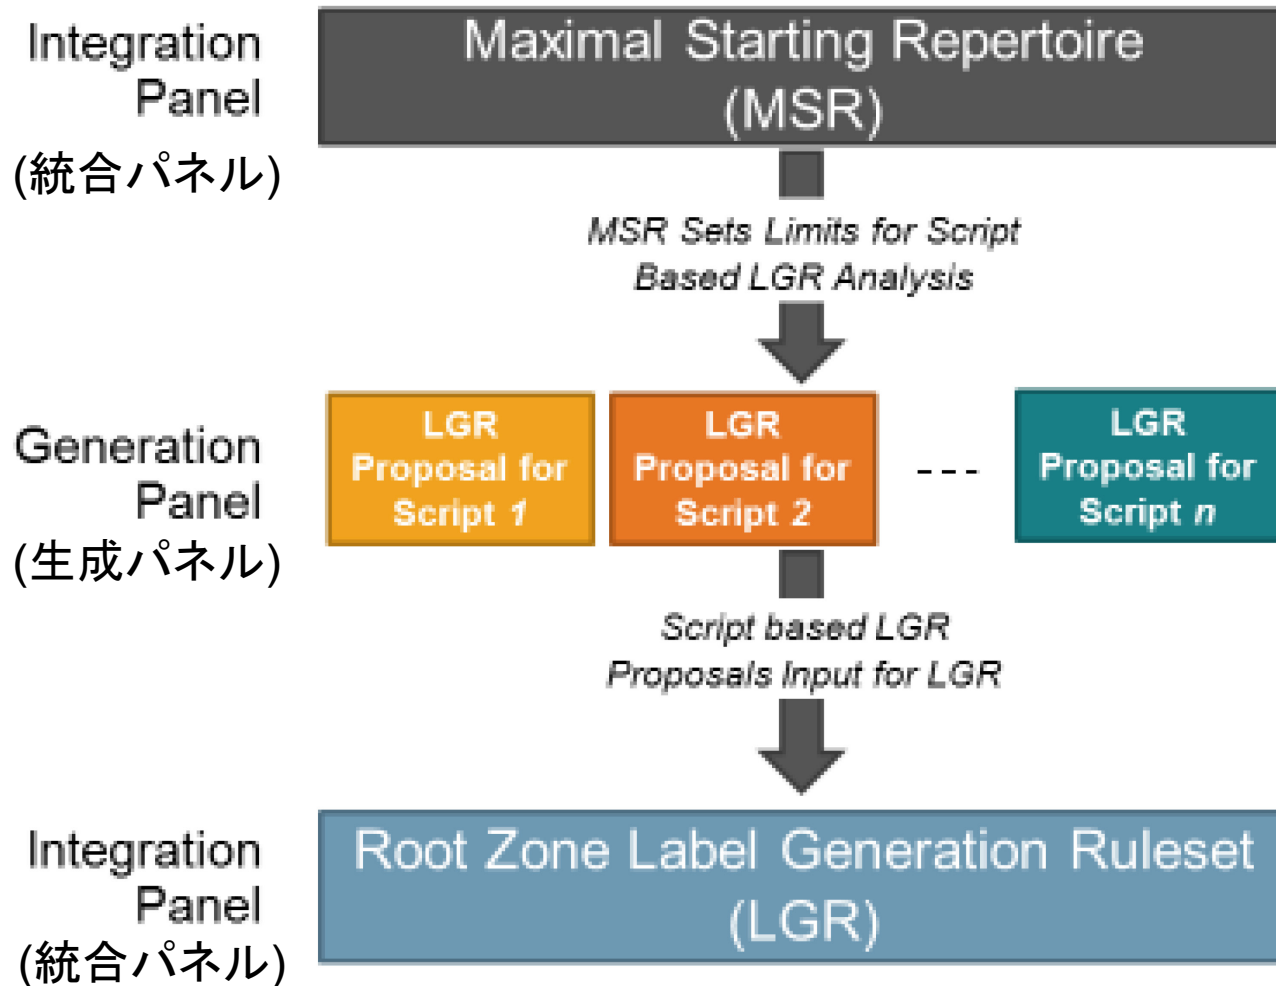 Integration
Panel
(統合パネル)
Maximal Starting Repertoire
(MSR)
MSR Sets Limits for Script
Based LGR Analysis
Generation
Panel
(生成パネル)
LGR
Proposal for
Script 1
LGR
Proposal for
Script 2
---
LGR
Proposal for
Script n
Script based LGR
Proposals Input for LGR
Integration
Panel
(統合パネル)
Root Zone Label Generation Ruleset
(LGR)